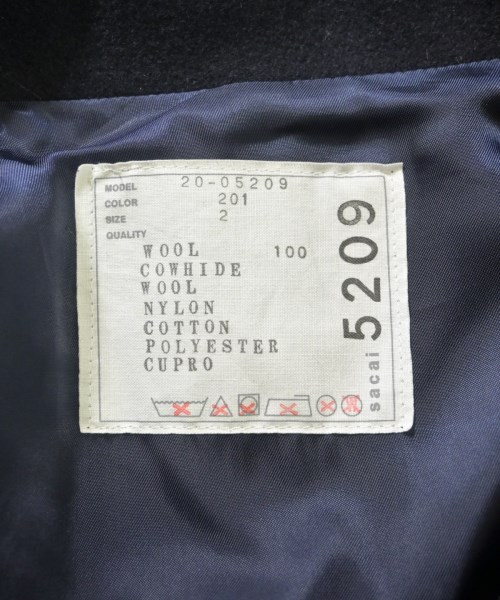 MODEL 20-05209
COLOR 201
SIZE 2
QUALITY
WOOL 100
COWHIDE
WOOL
NYLON
COTTON
POLYESTER
CUPRO
sacai 5209